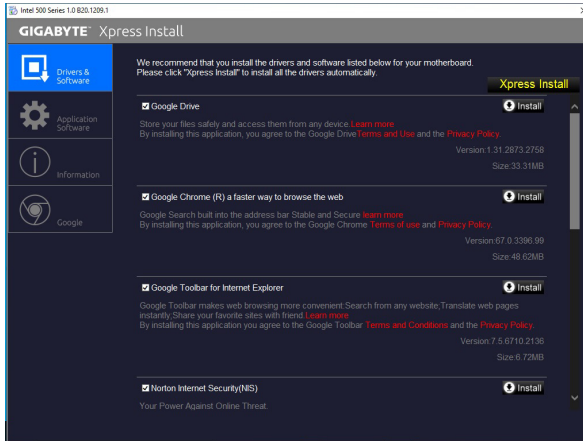 Intel 500 Series 1.0 B20.1209.1
GIGABYTE™ Xpress Install
Drivers &
Software
Application
Software
Information
Google
We recommend that you install the drivers and software listed below for your motherboard.
Please click "Xpress Install" to install all the drivers automatically.
Xpress Install
Google Drive
Install
Store your files safely and access them from any device.Learn more
By installing this application, you agree to the Google DriveTerms and Use and the Privacy Policy.
Version:1.31.2873.2758
Size:33.31MB
Google Chrome (R) a faster way to browse the web
Install
Google Search built into the address bar Stable and Secure learn more
By installing this application, you agree to the Google Chrome Terms of use and Privacy Policy.
Version:67.0.3396.99
Size:48.62MB
Google Toolbar for Internet Explorer
Install
Google Toolbar makes web browsing more convenient:Search from any website,Translate web pages
instantly,Share your favorite sites with friend.Learn more
By installing this application you agree to the Google Toolbar Terms and Conditions and the Privacy Policy.
Version:7.5.6710.2136
Size:6.72MB
Norton Internet Security(NIS)
Install
Your Power Against Online Threat.